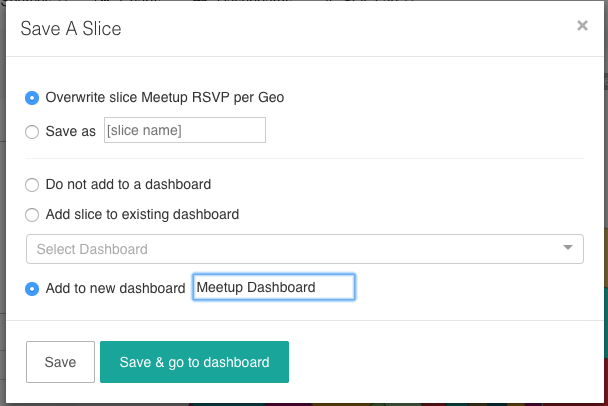 Save A Slice ×
Overwrite slice Meetup RSVP per Geo
Save as [slice name]
Do not add to a dashboard
Add slice to existing dashboard
Select Dashboard
Add to new dashboard Meetup Dashboard
Save Save & go to dashboard